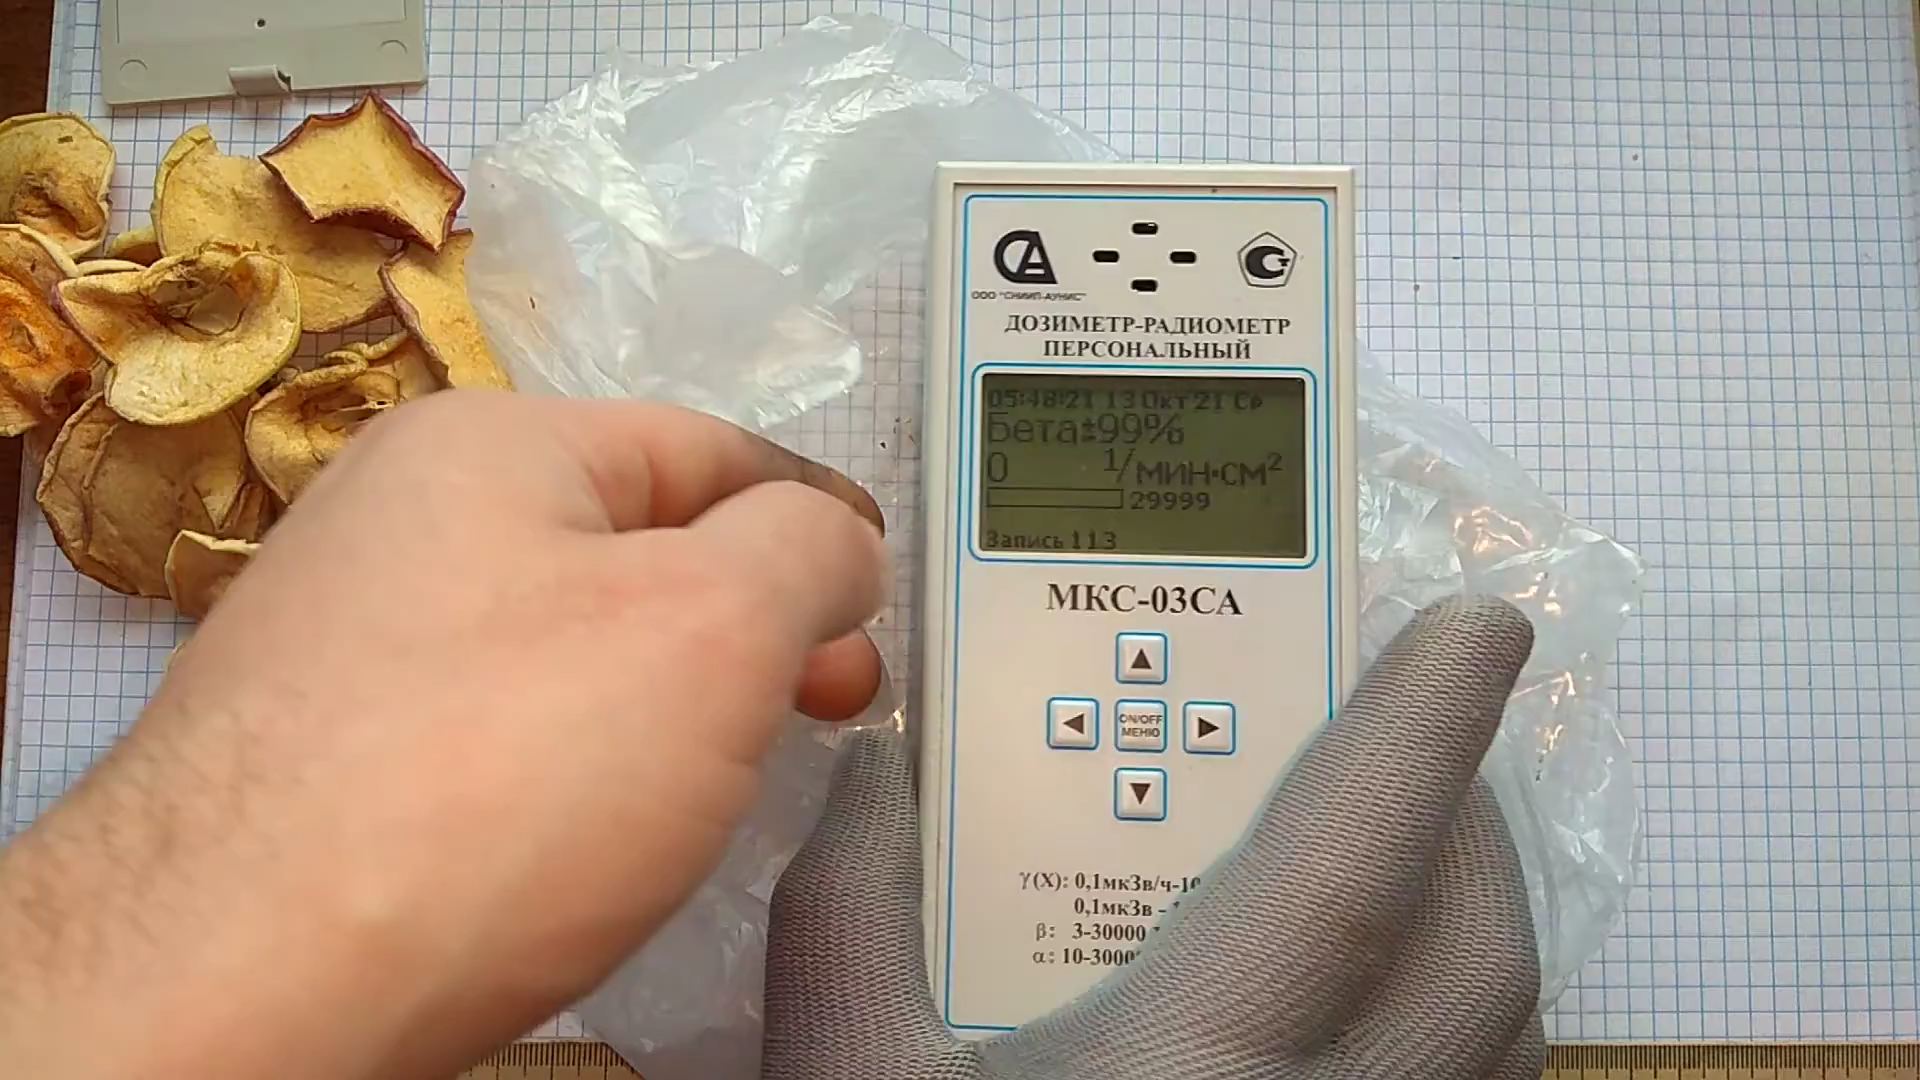 СА
ООО "СНИИП-АУНИС"
ДОЗИМЕТР-РАДИОМЕТР
ПЕРСОНАЛЬНЫЙ
05:48:21 13 Окт 21 Ср
Бета±99%
0 1/мин·см²
29999
Запись 113
МКС-03СА
▲
◀ ON/OFF ▶
МЕНЮ
▼
γ(X): 0,1мкЗв/ч-10
0,1мкЗв -
β: 3-30000
α: 10-3000